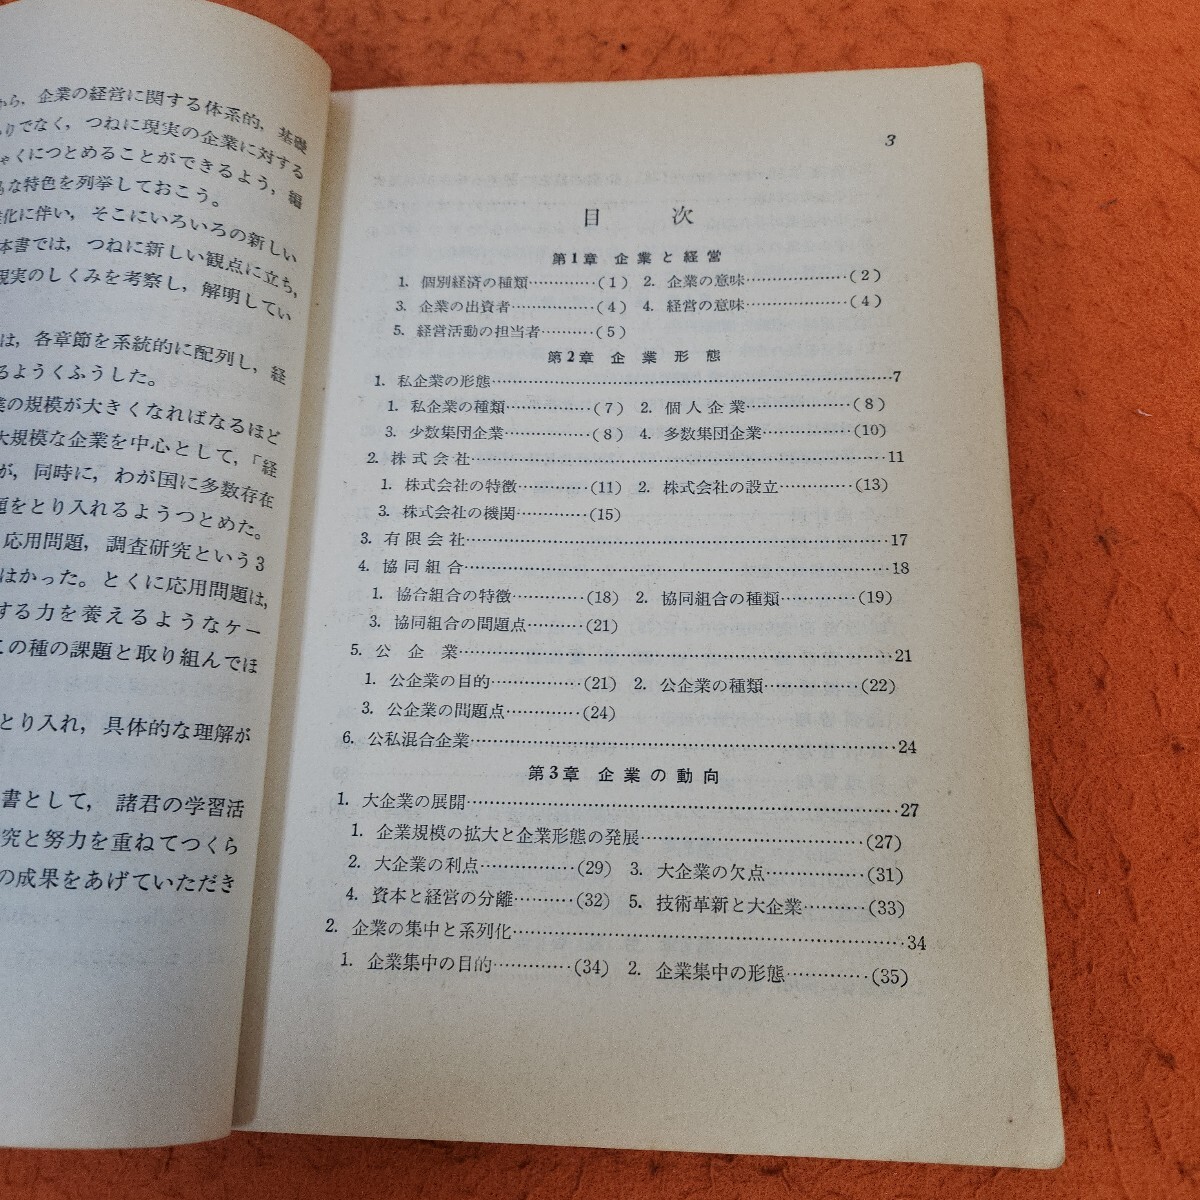 から，企業の経営に関する体系的，基礎
りでなく，つねに現実の企業に対する
くにつとめることができるよう，編
な特色を列挙しておこう。
化に伴い，そこにいろいろの新しい
本書では，つねに新しい観点に立ち，
現実のしくみを考察し，解明してい
は，各章節を系統的に配列し，経
るようくふうした。
業の規模が大きくなればなるほど
大規模な企業を中心として，「経
が，同時に，わが国に多数存在
題をとり入れるようつとめた。
応用問題，調査研究という3
はかった。とくに応用問題は，
する力を養えるようなケー
この種の課題と取り組んでほ
とり入れ，具体的な理解が
書として，諸君の学習活
究と努力を重ねてつくら
の成果をあげていただき
3
目 次
第1章 企業と経営
1. 個別経済の種類…………(1) 2. 企業の意味………………(2)
3. 企業の出資者……………(4) 4. 経営の意味………………(4)
5. 経営活動の担当者………(5)
第2章 企業形態
1. 私企業の形態……………………………………………………7
1. 私企業の種類……………(7) 2. 個人企業………………(8)
3. 少数集団企業……………(8) 4. 多数集団企業……………(10)
2. 株式会社…………………………………………………………11
1. 株式会社の特徴…………(11) 2. 株式会社の設立…………(13)
3. 株式会社の機関…………(15)
3. 有限会社…………………………………………………………17
4. 協同組合…………………………………………………………18
1. 協合組合の特徴…………(18) 2. 協同組合の種類…………(19)
3. 協同組合の問題点………(21)
5. 公企業……………………………………………………………21
1. 公企業の目的……………(21) 2. 公企業の種類……………(22)
3. 公企業の問題点…………(24)
6. 公私混合企業……………………………………………………24
第3章 企業の動向
1. 大企業の展開……………………………………………………27
1. 企業規模の拡大と企業形態の発展………………………………(27)
2. 大企業の利点……………(29) 3. 大企業の欠点……………(31)
4. 資本と経営の分離………(32) 5. 技術革新と大企業………(33)
2. 企業の集中と系列化……………………………………………34
1. 企業集中の目的…………(34) 2. 企業集中の形態…………(35)